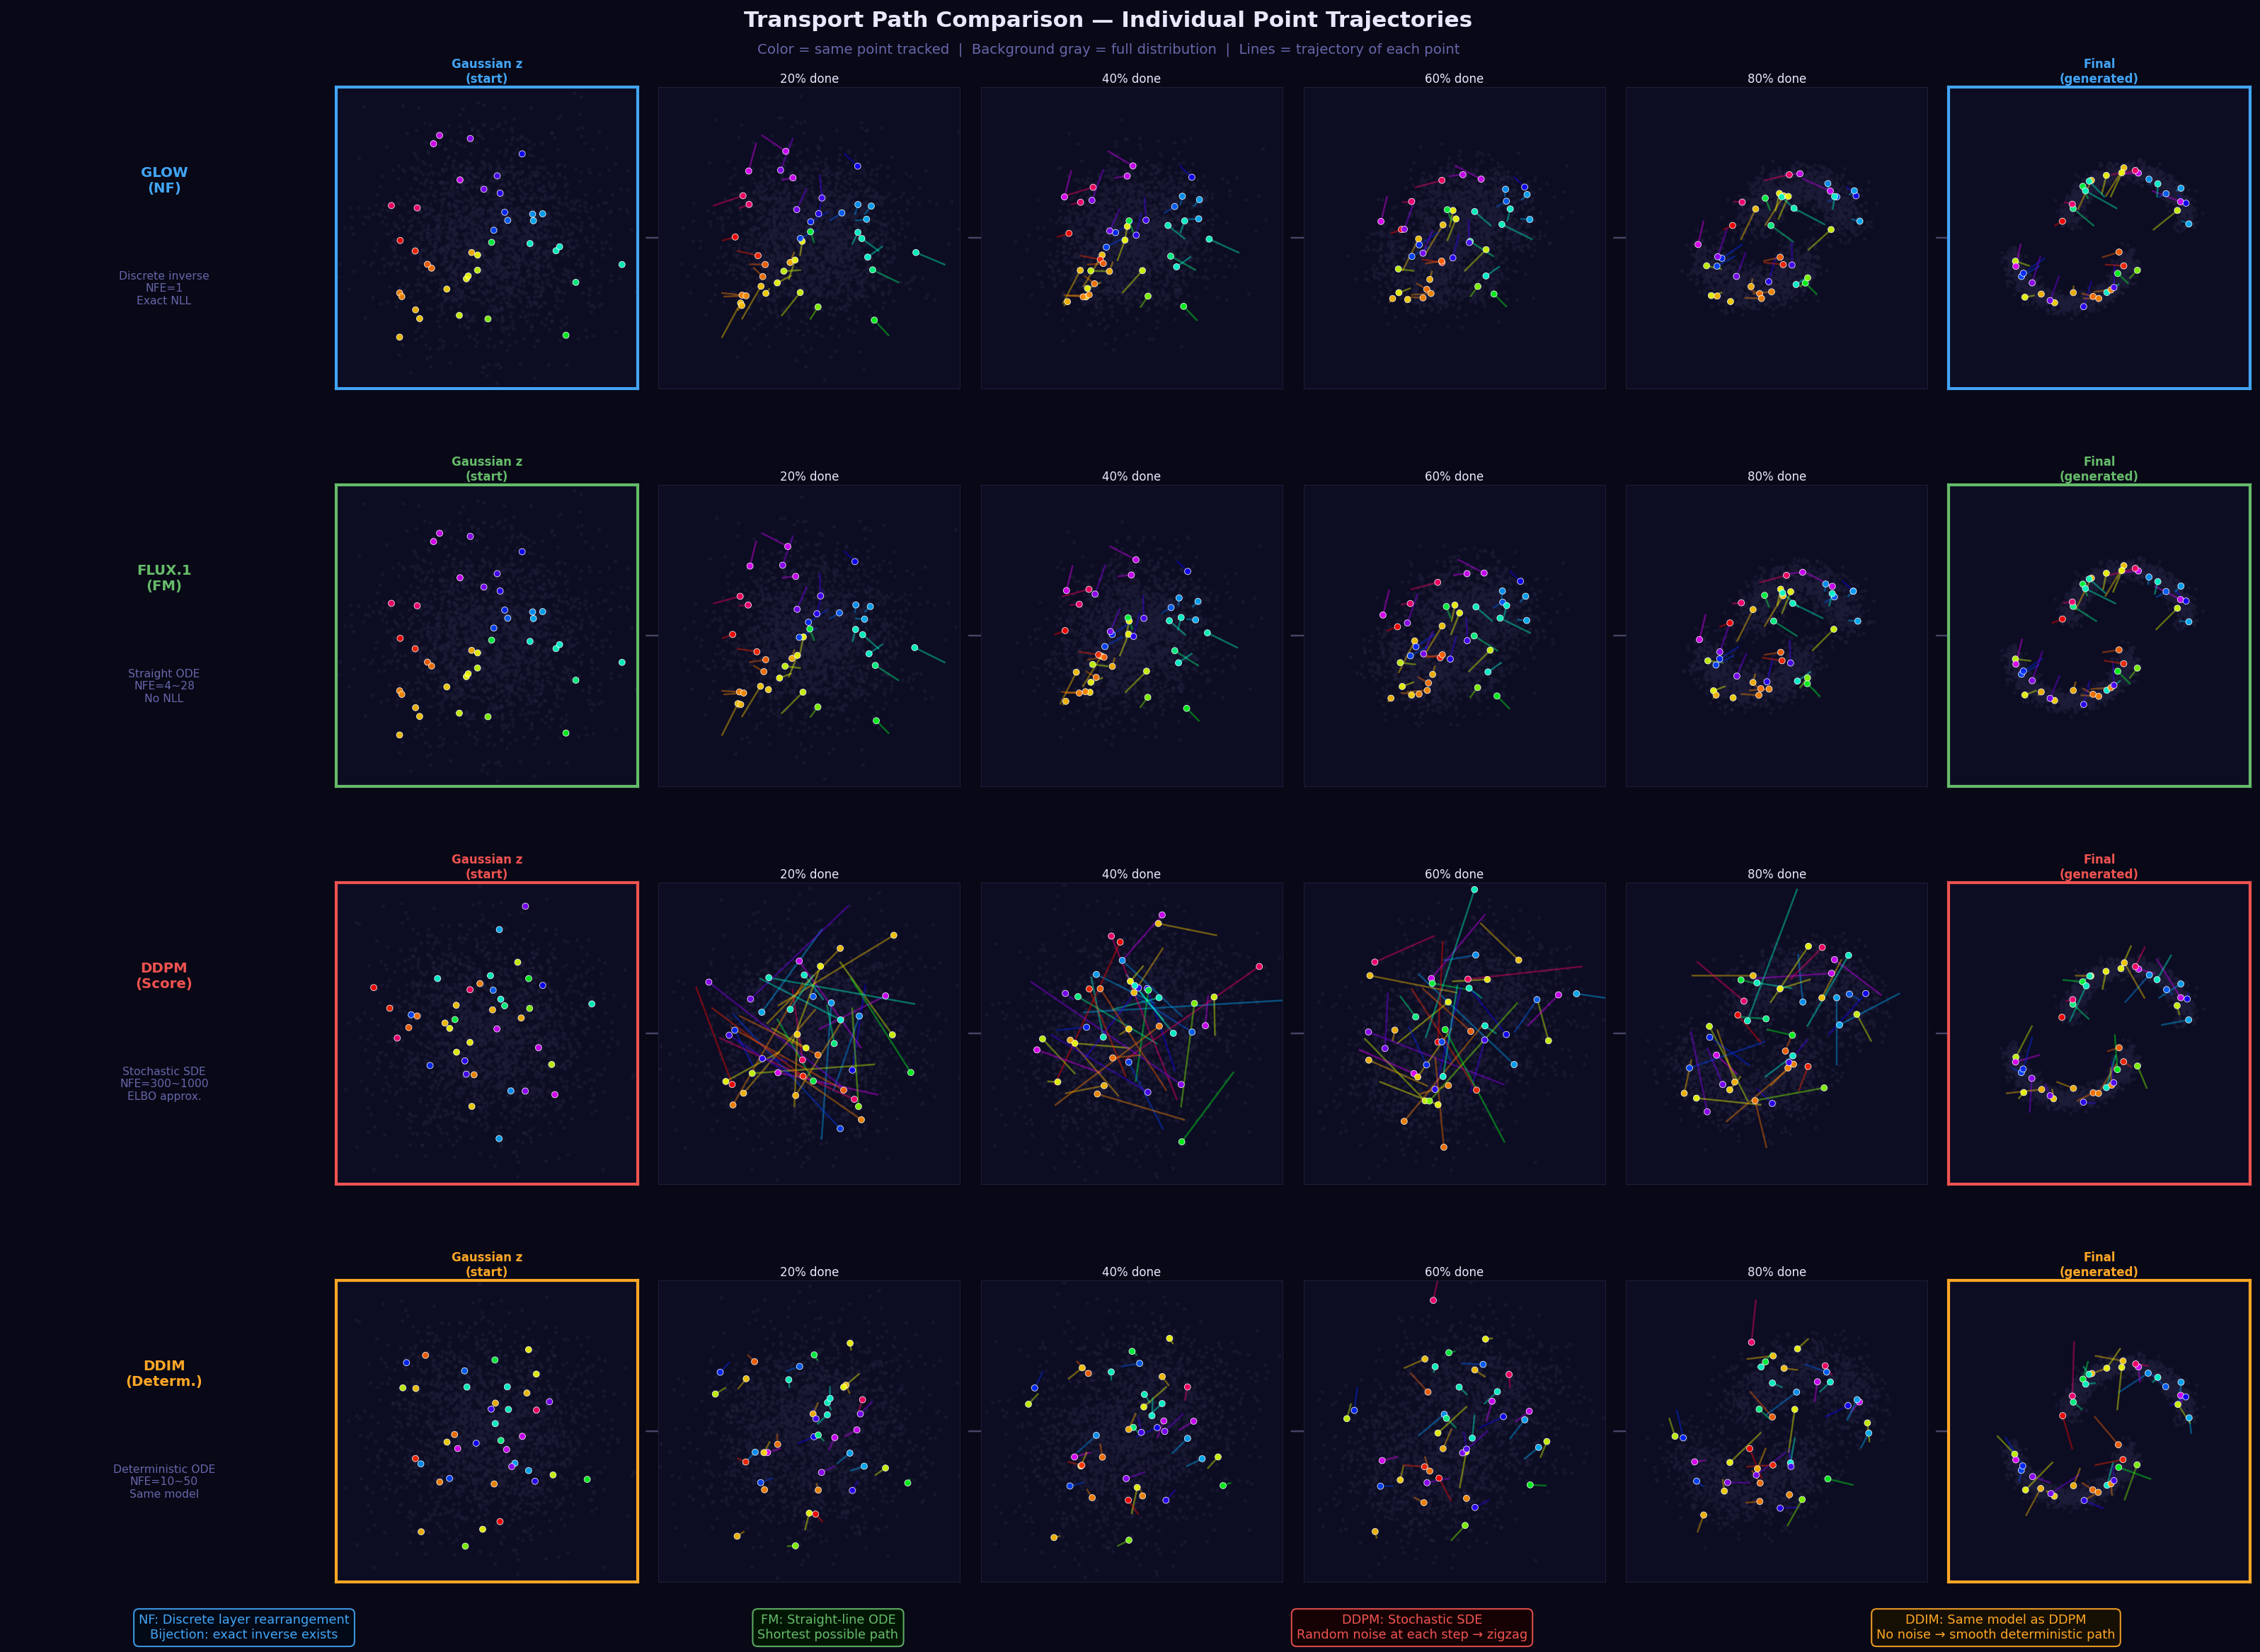 Transport Path Comparison — Individual Point Trajectories
Color = same point tracked | Background gray = full distribution | Lines = trajectory of each point
Gaussian z
(start)
20% done
40% done
60% done
80% done
Final
(generated)
GLOW
(NF)
Discrete inverse
NFE=1
Exact NLL
Gaussian z
(start)
20% done
40% done
60% done
80% done
Final
(generated)
FLUX.1
(FM)
Straight ODE
NFE=4~28
No NLL
Gaussian z
(start)
20% done
40% done
60% done
80% done
Final
(generated)
DDPM
(Score)
Stochastic SDE
NFE=300~1000
ELBO approx.
Gaussian z
(start)
20% done
40% done
60% done
80% done
Final
(generated)
DDIM
(Determ.)
Deterministic ODE
NFE=10~50
Same model
NF: Discrete layer rearrangement
Bijection: exact inverse exists
FM: Straight-line ODE
Shortest possible path
DDPM: Stochastic SDE
Random noise at each step → zigzag
DDIM: Same model as DDPM
No noise → smooth deterministic path